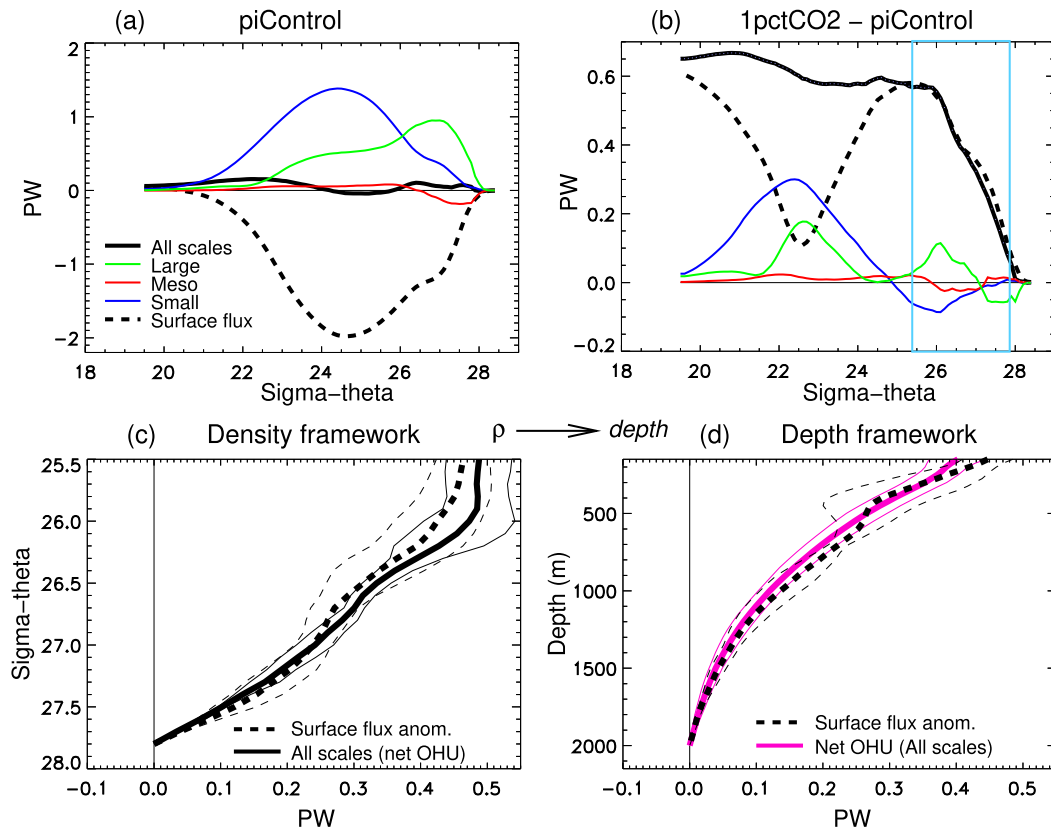 (a) piControl
(b) 1pctCO2 − piControl
2
1
0
−1
−2
PW
All scales
Large
Meso
Small
Surface flux
18 20 22 24 26 28
Sigma−theta
0.6
0.4
0.2
0.0
−0.2
PW
18 20 22 24 26 28
Sigma−theta
(c) Density framework
ρ depth
(d) Depth framework
25.5
26.0
26.5
27.0
27.5
28.0
Sigma−theta
Surface flux anom.
All scales (net OHU)
−0.1 0.0 0.1 0.2 0.3 0.4 0.5
PW
500
1000
1500
2000
Depth (m)
Surface flux anom.
Net OHU (All scales)
−0.1 0.0 0.1 0.2 0.3 0.4 0.5
PW